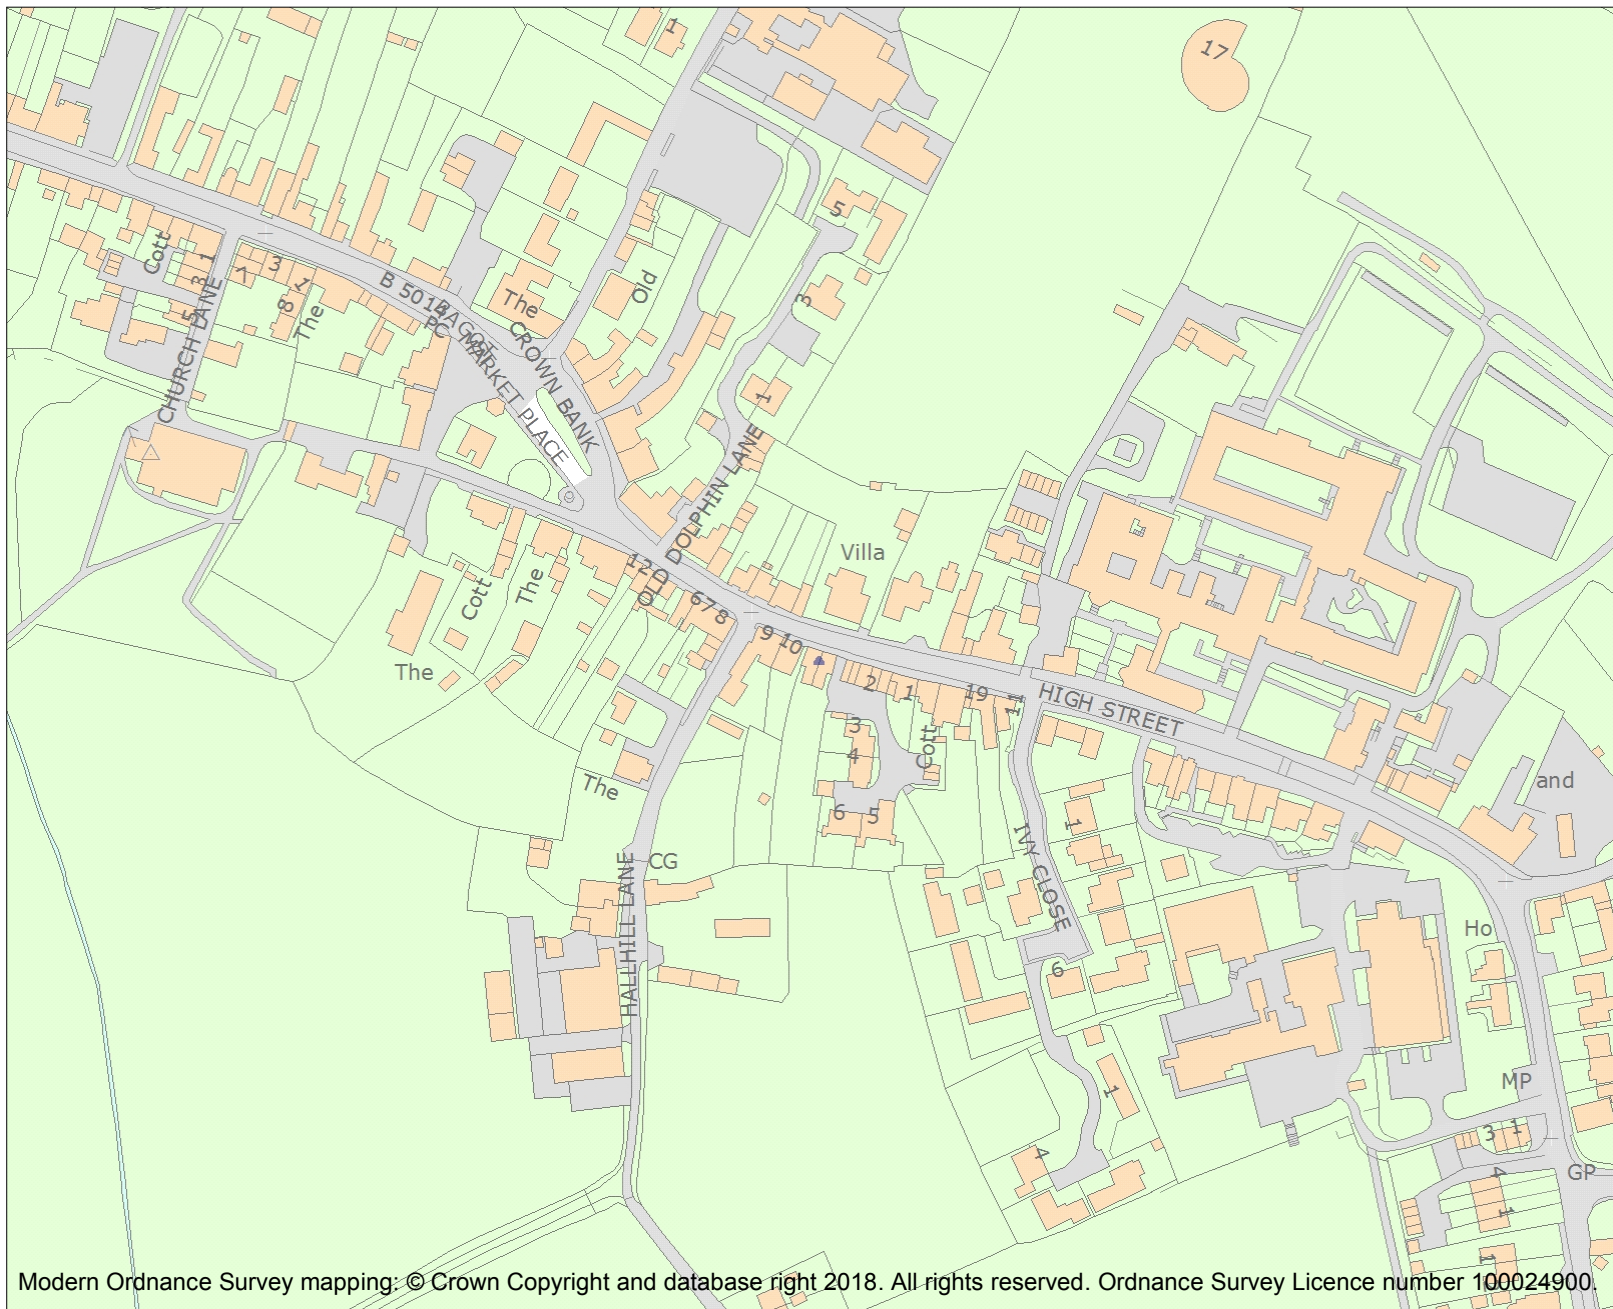 1
17
Cott
1
3
5
CHURCH LANE
7
3
1
8
The
B 5014
BAGOT
PC
MARKET PLACE
CROWN BANK
The
Old
5
3
1
OLD DOLPHIN LANE
Villa
Cott
The
The
12
6
7
8
9
10
2
1
19
11
HIGH STREET
3
4
Cott
6
5
The
and
IVY CLOSE
1
CG
HALLHILL LANE
6
Ho
1
MP
3
1
4
GP
4
1
1
Modern Ordnance Survey mapping: © Crown Copyright and database right 2018. All rights reserved. Ordnance Survey Licence number 100024900.